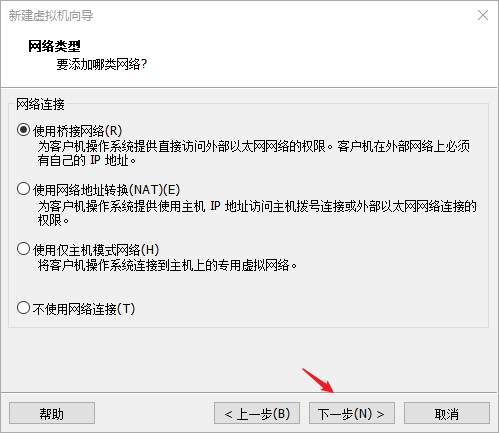 新建虚拟机向导
网络类型
要添加哪类网络?
网络连接
使用桥接网络(R)
为客户机操作系统提供直接访问外部以太网网络的权限。客户机在外部网络上必须
有自己的 IP 地址。
使用网络地址转换(NAT)(E)
为客户机操作系统提供使用主机 IP 地址访问主机拨号连接或外部以太网网络连接的
权限。
使用仅主机模式网络(H)
将客户机操作系统连接到主机上的专用虚拟网络。
不使用网络连接(T)
帮助
< 上一步(B)
下一步(N) >
取消